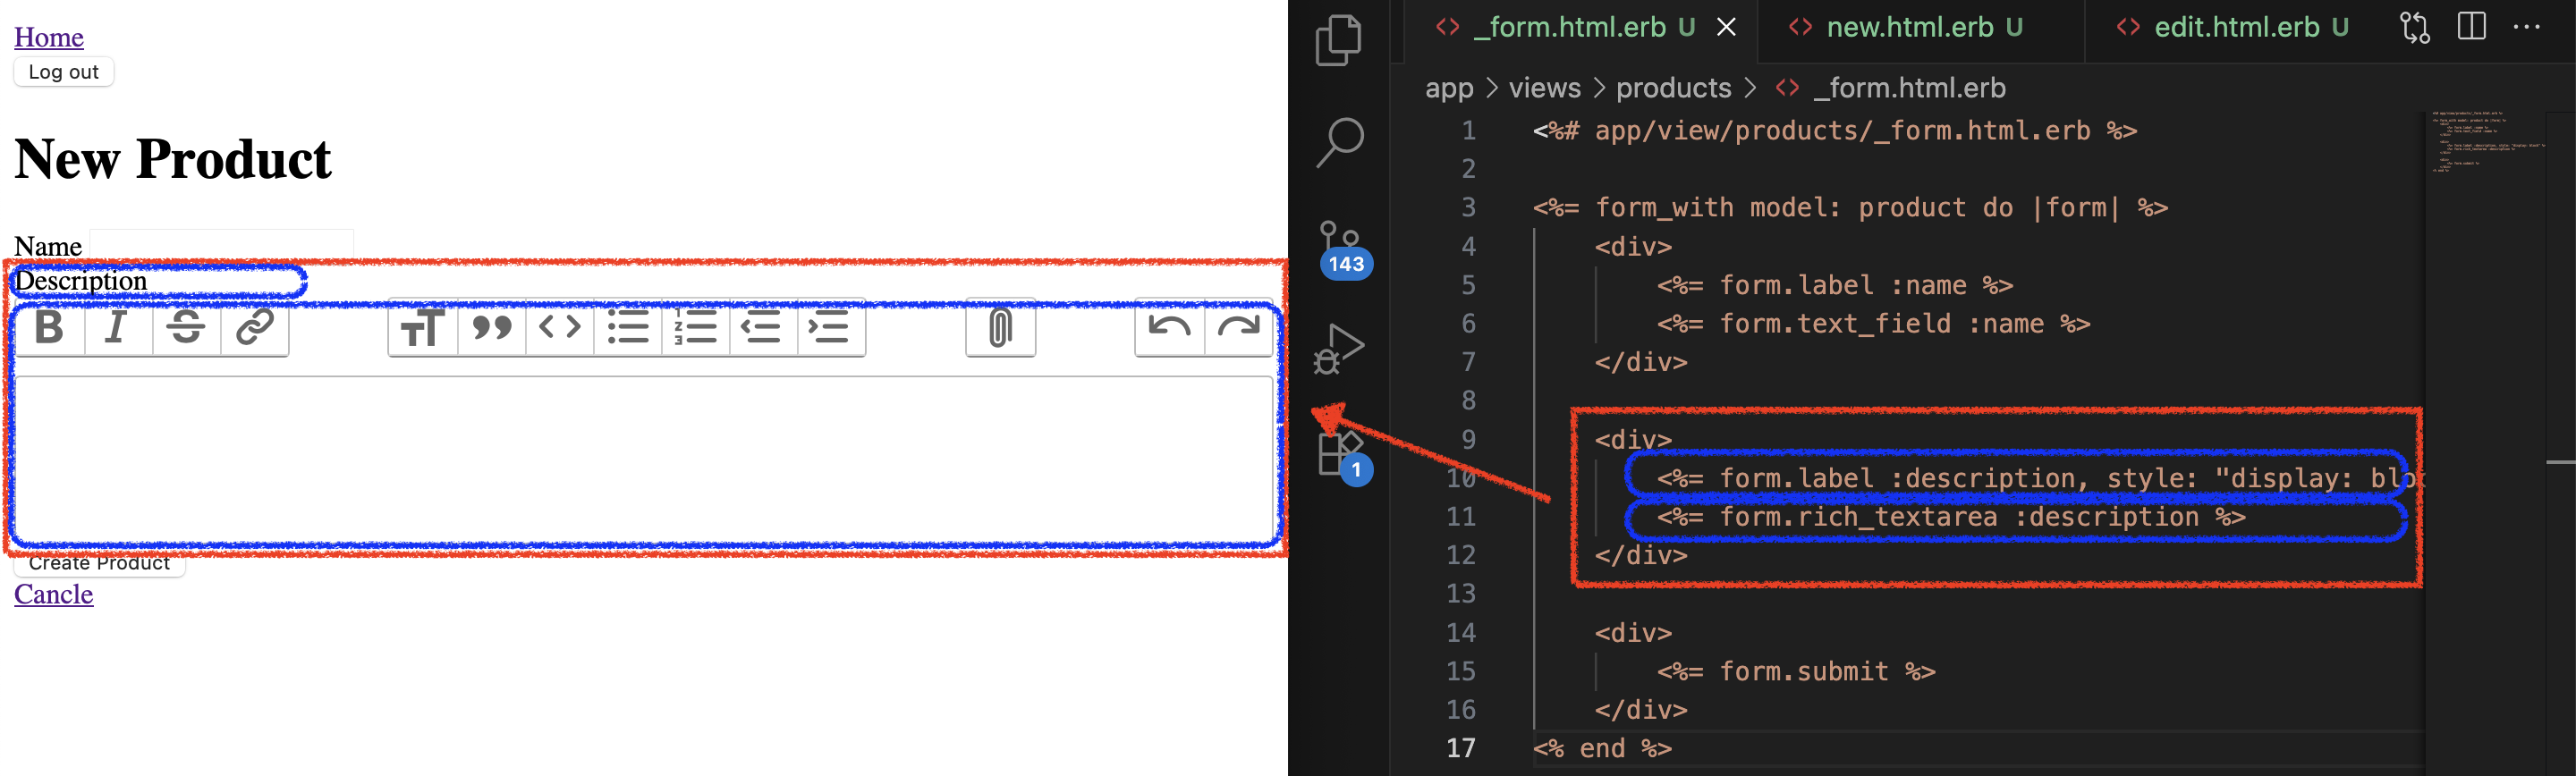 Home
Log out
New Product
Name
Description
Create Product
Cancle
_form.html.erb U
new.html.erb U
edit.html.erb U
app > views > products > _form.html.erb
143
1
1 <%# app/view/products/_form.html.erb %>
2
3 <%= form_with model: product do |form| %>
4 <div>
5 <%= form.label :name %>
6 <%= form.text_field :name %>
7 </div>
8
9 <div>
10 <%= form.label :description, style: "display: blo
11 <%= form.rich_textarea :description %>
12 </div>
13
14 <div>
15 <%= form.submit %>
16 </div>
17 <% end %>